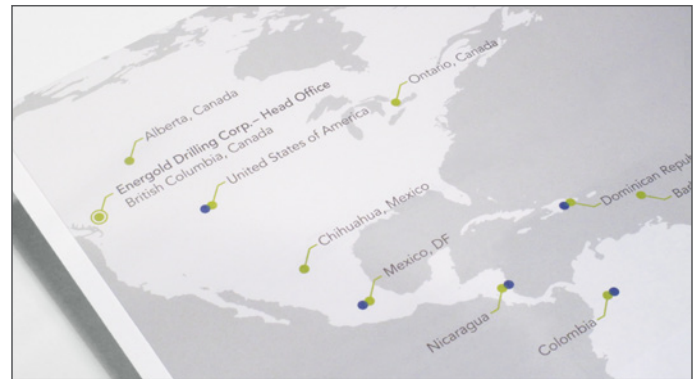 Ontario, Canada
Alberta, Canada
Energold Drilling Corp. – Head Office
British Columbia, Canada
United States of America
Chihuahua, Mexico
Mexico, DF
Dominican
Nicaragua
Colombia